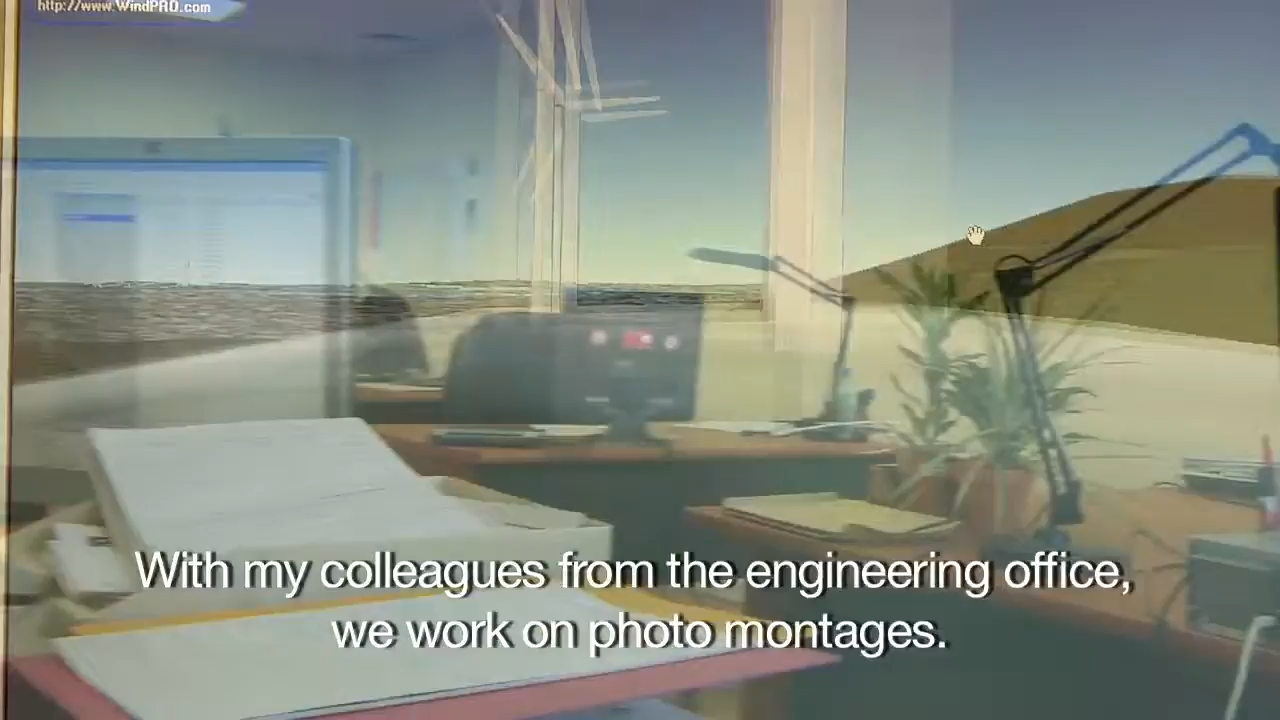 http://www.WindPRO.com
With my colleagues from the engineering office,
we work on photo montages.